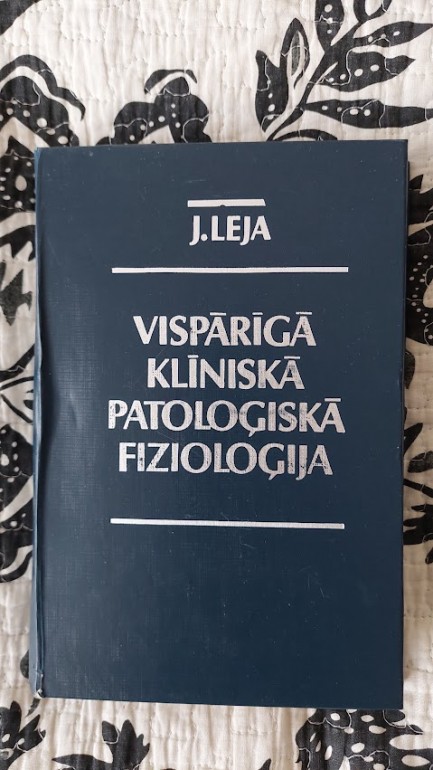 J.LEJA
VISPĀRĪGĀ
KLĪNISKĀ
PATOLOĢISKĀ
FIZIOLOĢIJA